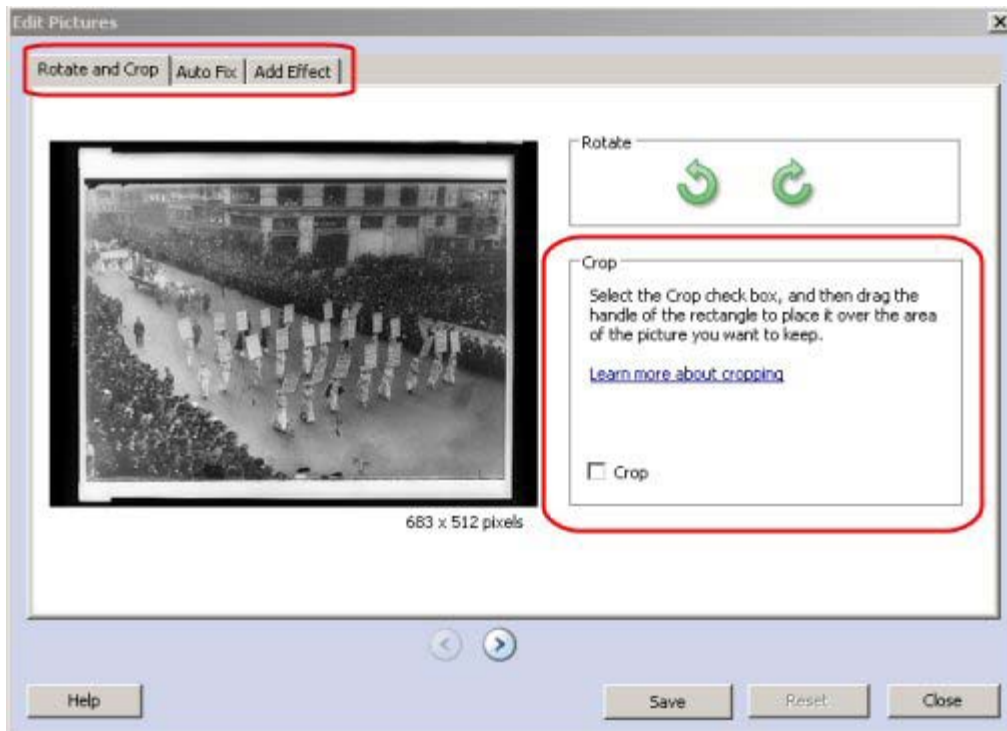 Edit Pictures
Rotate and Crop
Auto Fix
Add Effect
Rotate
Crop
Select the Crop check box, and then drag the
handle of the rectangle to place it over the area
of the picture you want to keep.
Learn more about cropping
Crop
683 x 512 pixels
Help
Save
Reset
Close